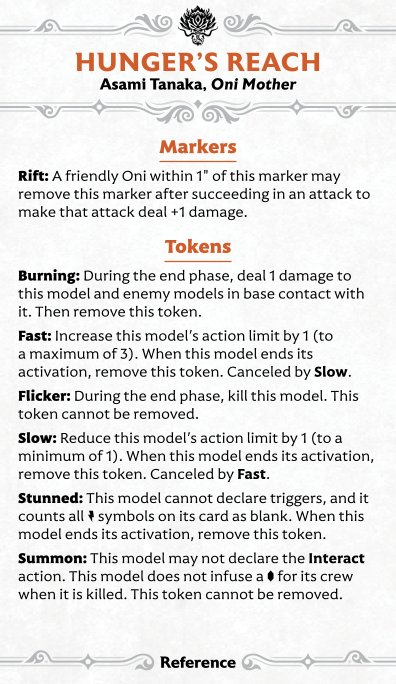 HUNGER'S REACH
Asami Tanaka, Oni Mother
Markers
Rift: A friendly Oni within 1" of this marker may
remove this marker after succeeding in an attack to
make that attack deal +1 damage.
Tokens
Burning: During the end phase, deal 1 damage to
this model and enemy models in base contact with
it. Then remove this token.
Fast: Increase this model's action limit by 1 (to
a maximum of 3). When this model ends its
activation, remove this token. Canceled by Slow.
Flicker: During the end phase, kill this model. This
token cannot be removed.
Slow: Reduce this model's action limit by 1 (to a
minimum of 1). When this model ends its activation,
remove this token. Canceled by Fast.
Stunned: This model cannot declare triggers, and it
counts all symbols on its card as blank. When this
model ends its activation, remove this token.
Summon: This model may not declare the Interact
action. This model does not infuse a for its crew
when it is killed. This token cannot be removed.
Reference